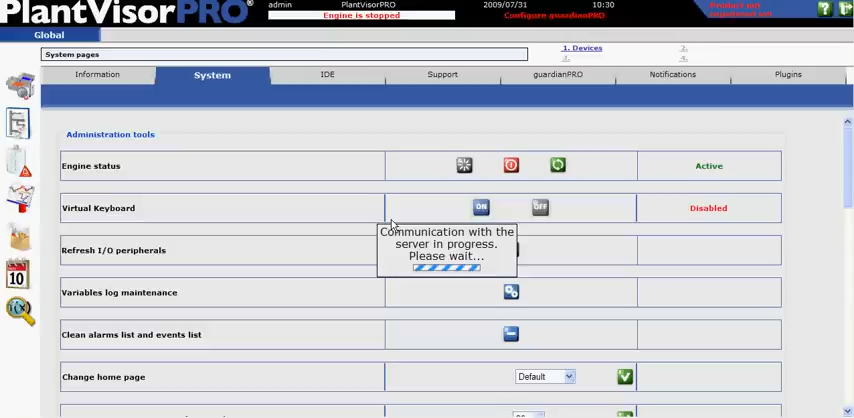 PlantVisorPRO®
admin PlantVisorPRO 2009/07/31 10:30
Engine is stopped Configure guardianPRO
Global
System pages
1. Devices 2.
3. 4.
Information System IDE Support guardianPRO Notifications Plugins
Administration tools
Engine status Active
Virtual Keyboard ON OFF Disabled
Communication with the
server in progress.
Please wait...
Refresh I/O peripherals
Variables log maintenance
Clean alarms list and events list
Change home page Default
10